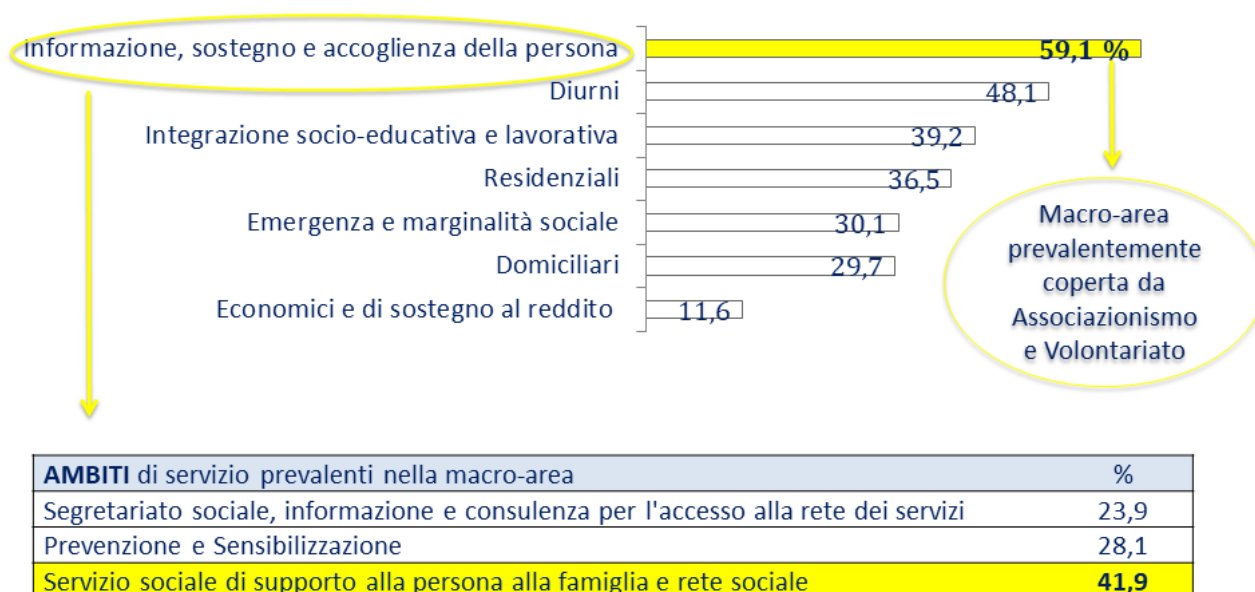 Informazione, sostegno e accoglienza della persona 59,1 %
Diurni 48,1
Integrazione socio-educativa e lavorativa 39,2
Residenziali 36,5
Emergenza e marginalità sociale 30,1
Domiciliari 29,7
Economici e di sostegno al reddito 11,6
Macro-area
prevalentemente
coperta da
Associazionismo
e Volontariato
AMBITI di servizio prevalenti nella macro-area %
Segretariato sociale, informazione e consulenza per l'accesso alla rete dei servizi 23,9
Prevenzione e Sensibilizzazione 28,1
Servizio sociale di supporto alla persona alla famiglia e rete sociale 41,9